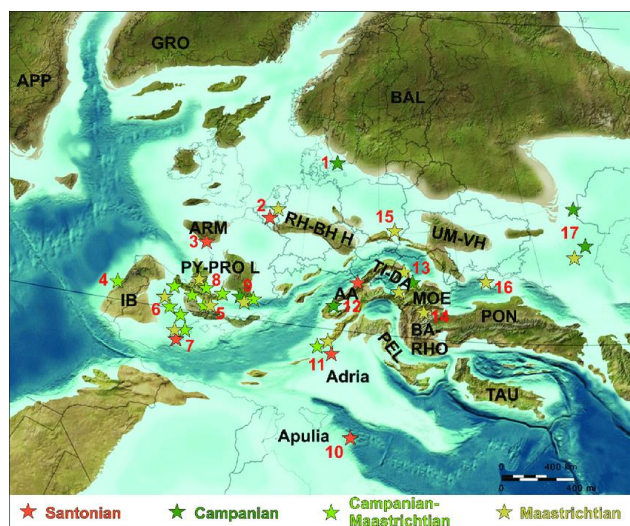 GRO
APP
BAL
1
2
15
17
ARM
RH-BH H
UM-VH
3
PY-PRO L
4
8
9
TI-DA
13
16
IB
6
5
AA
12
MOE
14
PON
7
BA-
RHO
PEL
11
Adria
TAU
Apulia
10
0 400 km
400 mi
Santonian
Campanian
Campanian-
Maastrichtian
Maastrichtian